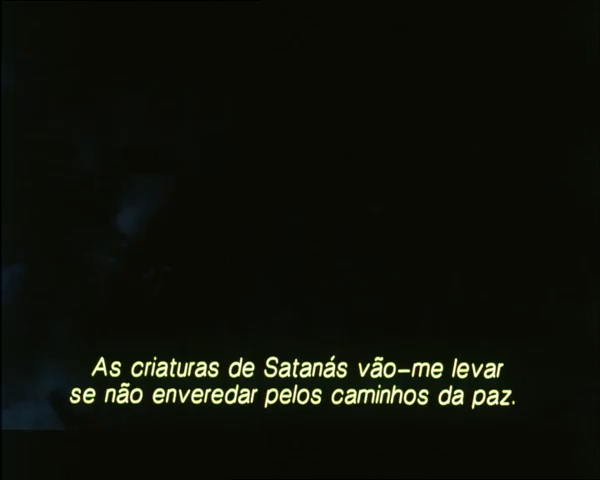 As criaturas de Satanás vão-me levar
se não enveredar pelos caminhos da paz.